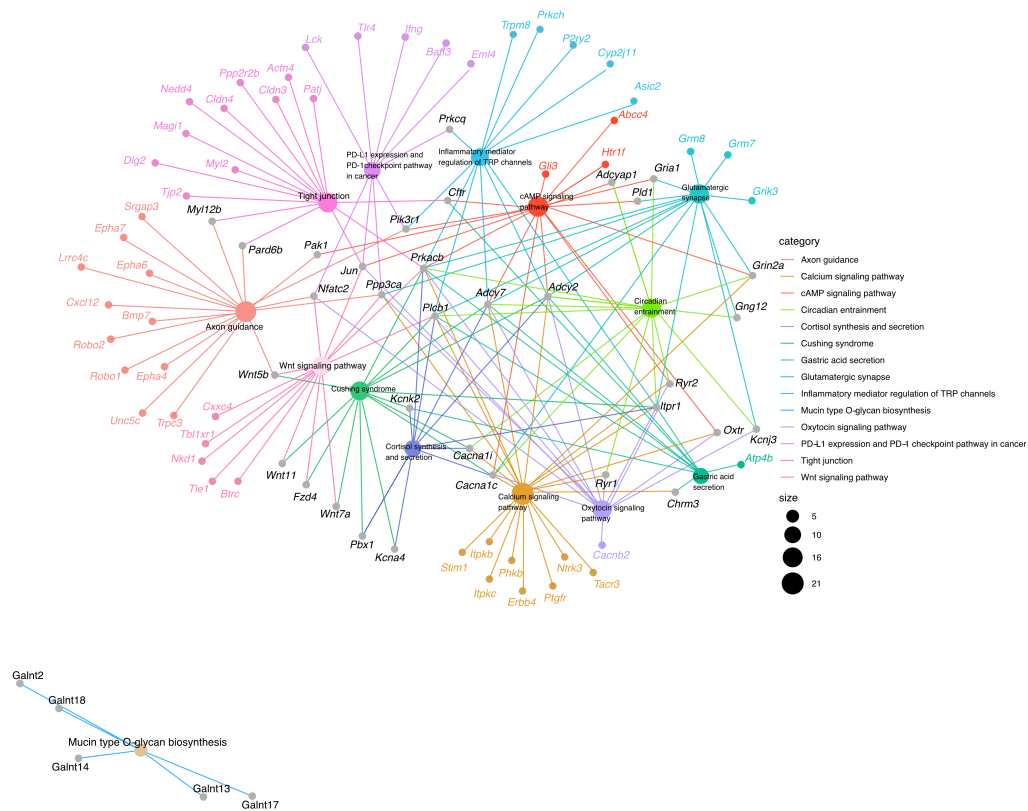 Tlr4
Ifng
Prkch
Trpm8
Lck
Baff3
P2ry2
Eml4
Cyp2j11
Actn4
Ppp2r2b
Nedd4
Cldn3
Patj
Asic2
Cldn4
Abcc4
Prkcq
Magi1
Grm8
Grm7
PD-L1 expression and
PD-1checkpoint pathway
in cancer
Inflammatory mediator
regulation of TRP channels
Htr1f
Dlg2
Myl2
Gli3
Gria1
Adcyap1
Tjp2
Tight junction
Cftr
cAMP signaling
pathway
Pld1
Glutamatergic
synapse
Grik3
Srgap3
Myl12b
Pik3r1
Epha7
Pard6b
Pak1
category
Lrrc4c
Epha6
Jun
Prkacb
Grin2a
Axon guidance
Calcium signaling pathway
cAMP signaling pathway
Circadian entrainment
Cortisol synthesis and secretion
Cushing syndrome
Gastric acid secretion
Glutamatergic synapse
Inflammatory mediator regulation of TRP channels
Mucin type O-glycan biosynthesis
Oxytocin signaling pathway
PD-L1 expression and PD-1 checkpoint pathway in cancer
Tight junction
Wnt signaling pathway
size
5
10
16
21
Cxcl12
Bmp7
Nfatc2
Ppp3ca
Plcb1
Adcy7
Adcy2
Circadian
entrainment
Gng12
Axon guidance
Robo2
Robo1
Epha4
Wnt5b
Wnt signaling pathway
Cushing syndrome
Kcnk2
Ryr2
Itpr1
Unc5c
Trpc3
Cxxc4
Tbl1xr1
Nkd1
Tle1
Btrc
Wnt11
Fzd4
Wnt7a
Pbx1
Kcna4
Cortisol synthesis
and secretion
Cacna1i
Cacna1c
Oxtr
Kcnj3
Atp4b
Gastric acid
secretion
Chrm3
Ryr1
Calcium signaling
pathway
Oxytocin signaling
pathway
Cacnb2
Stim1
Itpkb
Phkb
Ntrk3
Tacr3
Itpkc
Erbb4
Ptgfr
Galnt2
Galnt18
Mucin type O-glycan biosynthesis
Galnt14
Galnt13
Galnt17